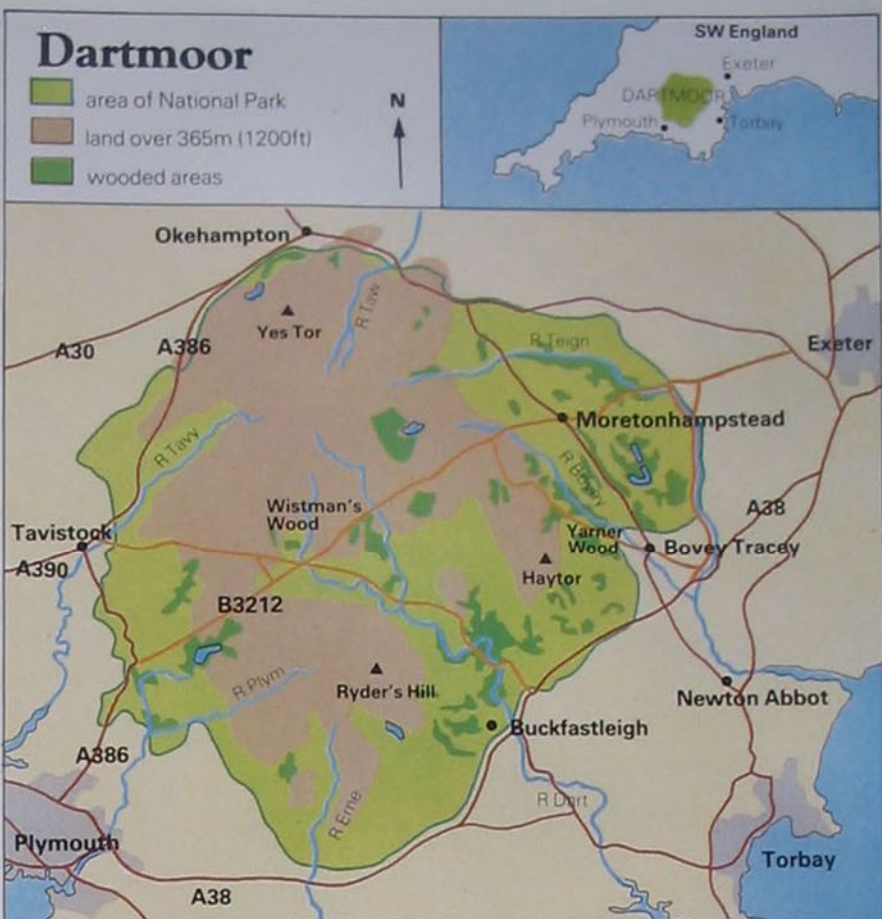 Dartmoor
area of National Park
land over 365m (1200ft)
wooded areas
N
SW England
Exeter
DARTMOOR
Plymouth
Torbay
Okehampton
R Taw
Yes Tor
A30
A386
R Teign
Exeter
Moretonhampstead
R Tavy
R Bovey
Wistman's
Wood
A38
Tavistock
Yarner
Wood
Bovey Tracey
A390
Haytor
B3212
R Plym
Ryder's Hill
Newton Abbot
Buckfastleigh
A386
R Dart
R Erne
Plymouth
Torbay
A38